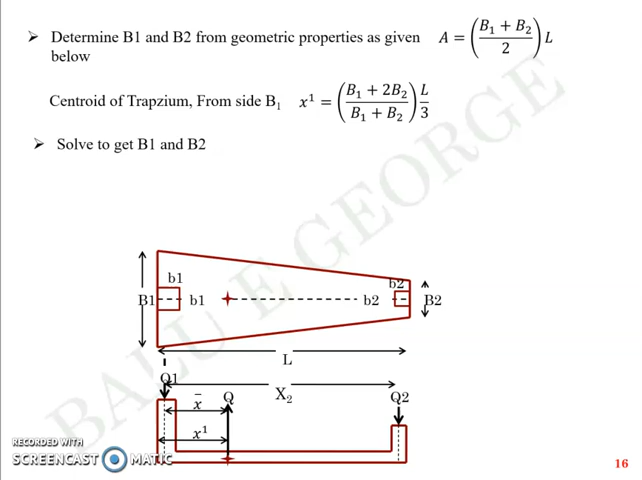 ➢ Determine B1 and B2 from geometric properties as given below
A = ((B₁ + B₂)/2) L
Centroid of Trapzium, From side B₁ x¹ = ((B₁ + 2B₂)/(B₁ + B₂)) L/3
➢ Solve to get B1 and B2
BALU E GEORGE
b1
b2
B1
b1
b2
B2
L
Q1
x̄
Q
X₂
Q2
x¹
RECORDED WITH
SCREENCAST MATIC
16